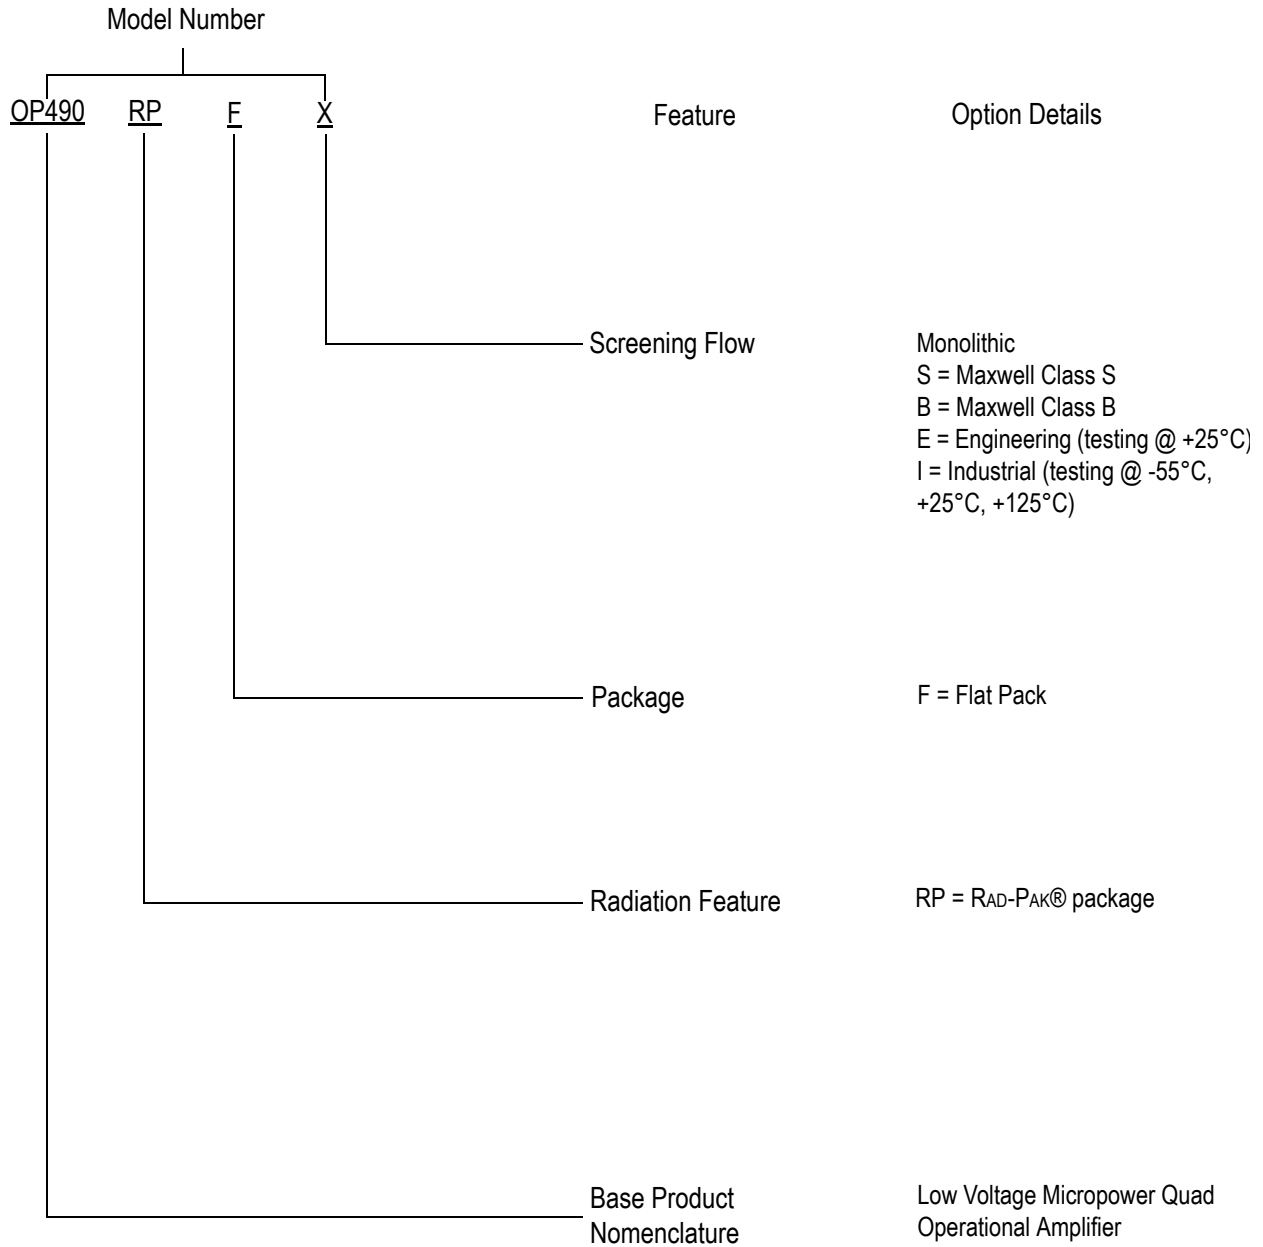 Model Number
OP490 RP F X Feature Option Details
Screening Flow
Monolithic
S = Maxwell Class S
B = Maxwell Class B
E = Engineering (testing @ +25°C)
I = Industrial (testing @ -55°C,
+25°C, +125°C)
Package
F = Flat Pack
Radiation Feature
RP = RAD-PAK® package
Base Product
Nomenclature
Low Voltage Micropower Quad
Operational Amplifier